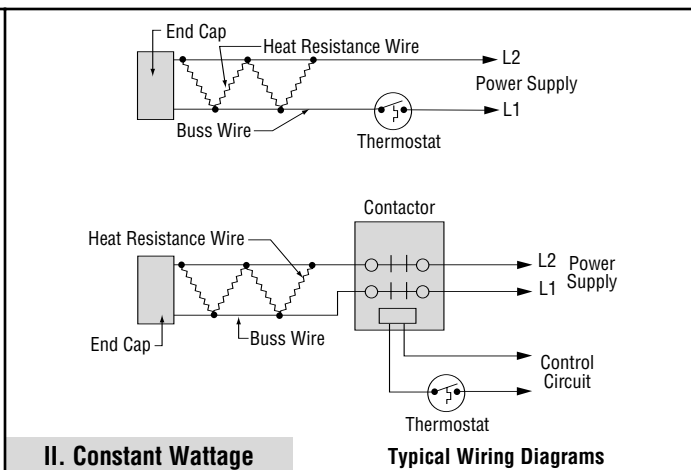 End Cap
Heat Resistance Wire
L2
Power Supply
L1
Buss Wire
Thermostat
Contactor
Heat Resistance Wire
L2 Power
Supply
L1
End Cap
Buss Wire
Control
Circuit
Thermostat
II. Constant Wattage
Typical Wiring Diagrams